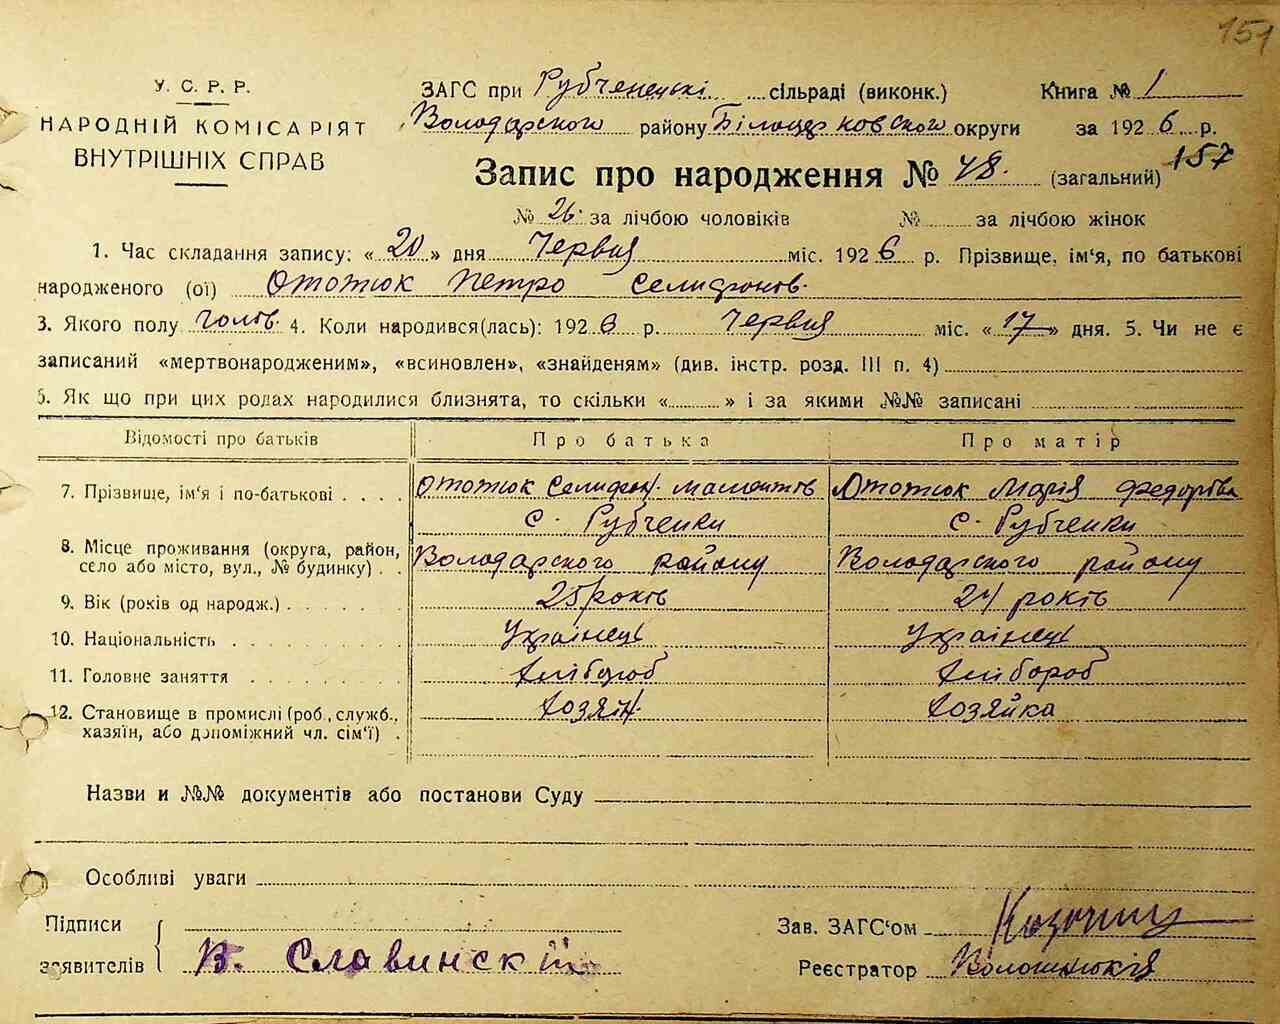 151
У. С. Р. Р.
НАРОДНІЙ КОМІСАРІЯТ
ВНУТРІШНІХ СПРАВ
ЗАГС при Рубченецькі сільраді (виконк.) Книга № 1
Володарского району Білоцерковского округи за 1926 р.
Запис про народження № 48. (загальний) 157
№ 26. за лічбою чоловіків № за лічбою жінок
1. Час складання запису: «20» дня Червня міс. 1926 р. Прізвище, ім'я, по батькові
народженого (ої) Ототюк Петро Селифонов.
3. Якого полу чолов. 4. Коли народився(лась): 1926 р. Червня міс. «17» дня. 5. Чи не є
записаний «мертвонародженим», «всиновлен», «знайденям» (див. інстр. розд. III п. 4)
6. Як що при цих родах народилися близнята, то скільки « » і за якими №№ записані
Відомості про батьків Про батька Про матір
7. Прізвище, ім'я і по-батькові . . . . Ототюк Селифон Мамонтов Ототюк Марія Федорівна
с. Рубченки с. Рубченки
8. Місце проживання (округа, район, село або місто, вул., № будинку) . . Володарского району Володарского району
9. Вік (років од народж.) 25 років 24 років
10. Національність Украінець Украінець
11. Головне заняття Хлібороб Хлібороб
12. Становище в промислі (роб., служб., хазяїн, або допоміжний чл. сім'ї) . Хозяін Хозяйка
Назви и №№ документів або постанови Суду
Особливі уваги
Підписи
заявителів В. Славинский
Зав. ЗАГС'ом
Реєстратор